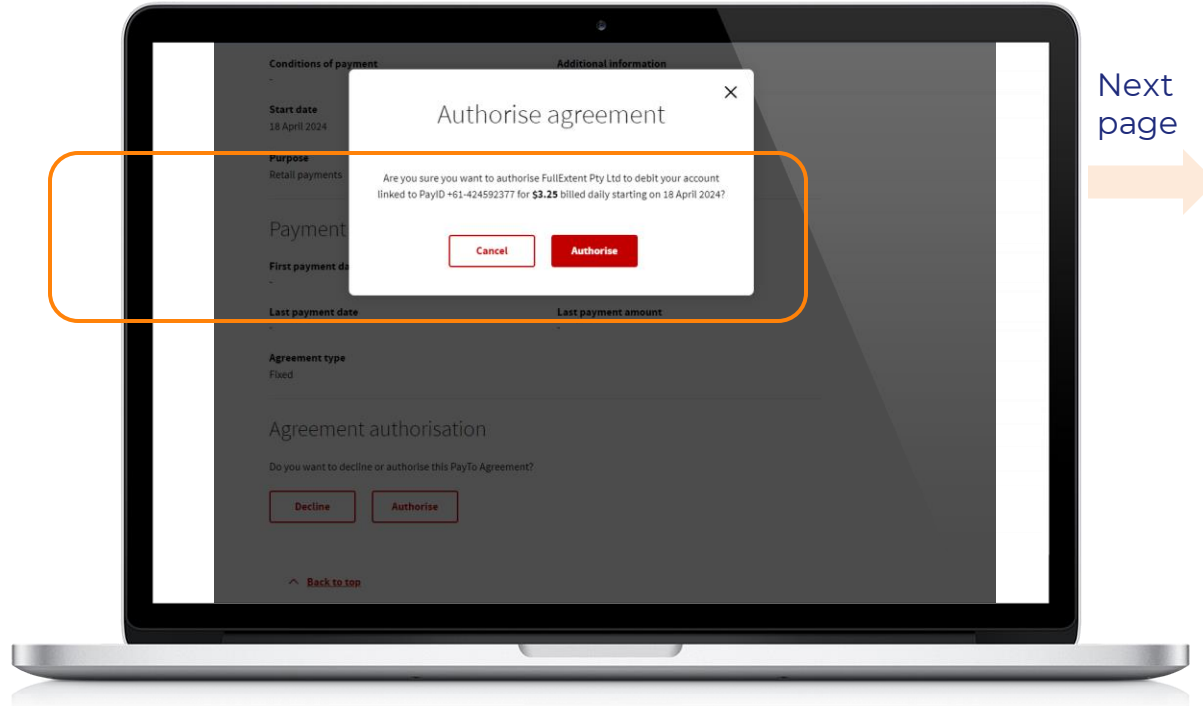 Conditions of payment
Additional information
-
Start date
18 April 2024
Purpose
Retail payments
Authorise agreement
Are you sure you want to authorise FullExtent Pty Ltd to debit your account
linked to PayID +61-424592377 for $3.25 billed daily starting on 18 April 2024?
Cancel
Authorise
Payment
First payment da
-
Last payment date
Last payment amount
-
-
Agreement type
Fixed
Agreement authorisation
Do you want to decline or authorise this PayTo Agreement?
Decline
Authorise
Back to top
Next
page